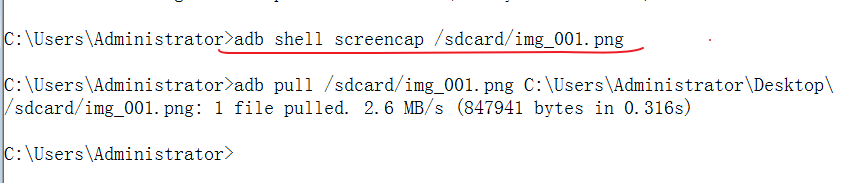 C:\Users\Administrator>adb shell screencap /sdcard/img_001.png
C:\Users\Administrator>adb pull /sdcard/img_001.png C:\Users\Administrator\Desktop\
/sdcard/img_001.png: 1 file pulled. 2.6 MB/s (847941 bytes in 0.316s)
C:\Users\Administrator>